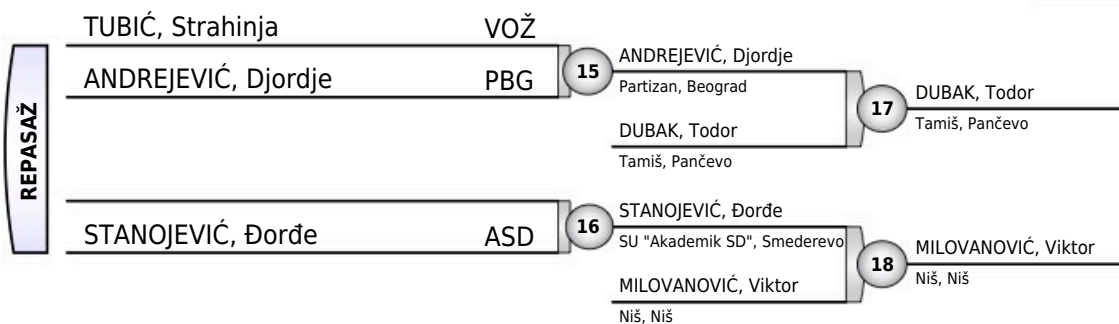 REPASAŽ
TUBIĆ, Strahinja VOŽ
ANDREJEVIĆ, Djordje PBG
15
ANDREJEVIĆ, Djordje
Partizan, Beograd
DUBAK, Todor
Tamiš, Pančevo
17
DUBAK, Todor
Tamiš, Pančevo
STANOJEVIĆ, Đorđe ASD
16
STANOJEVIĆ, Đorđe
SU "Akademik SD", Smederevo
MILOVANOVIĆ, Viktor
Niš, Niš
18
MILOVANOVIĆ, Viktor
Niš, Niš